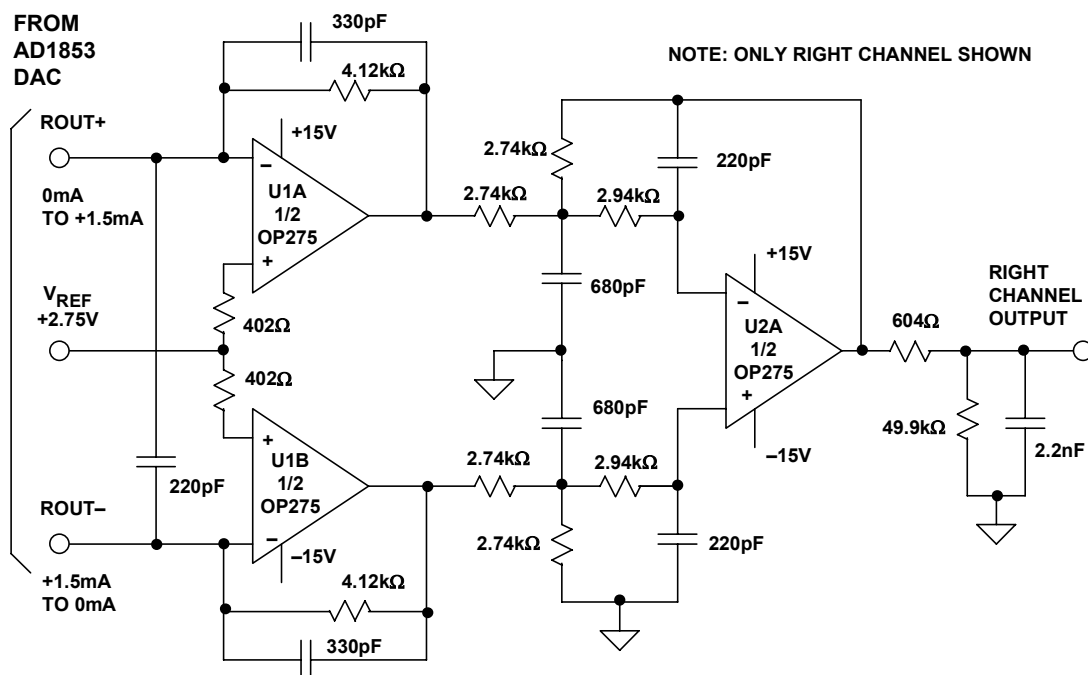 FROM
AD1853
DAC
330pF
4.12kΩ
NOTE: ONLY RIGHT CHANNEL SHOWN
ROUT+
0mA
TO +1.5mA
+15V
–
U1A
1/2
OP275
+
2.74kΩ
220pF
2.74kΩ
2.94kΩ
VREF
+2.75V
402Ω
402Ω
680pF
680pF
+15V
–
U2A
1/2
OP275
+
–15V
RIGHT
CHANNEL
OUTPUT
604Ω
49.9kΩ
2.2nF
220pF
+
U1B
1/2
OP275
–
–15V
2.74kΩ
2.94kΩ
2.74kΩ
220pF
ROUT–
+1.5mA
TO 0mA
4.12kΩ
330pF